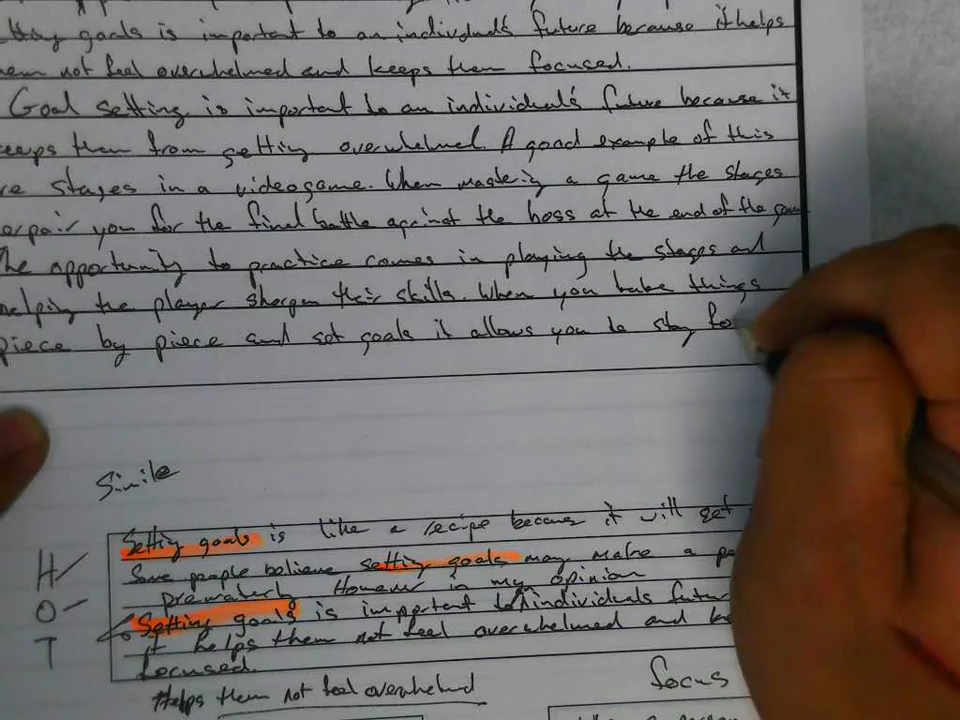 goals is important to an individuals future because it helps
not feel overwhelmed and keeps them focused.
Goal setting is important to an individual's future because it
keeps them from getting overwhelmed. A good example of this
stages in a videogame. When mastering a game the stages
you for the final battle against the boss at the end of the game
The opportunity to practice comes in playing the stages and
helping the player sharpen their skills. When you take things
piece by piece and set goals it allows you to stay fo
Simile
Setting goals is like a recipe because it will get
H Some people believe setting goals may make a
O prematurely However in my opinion
T Setting goals is important to individuals
it helps them not feel overwhelmed and
focused.
Helps them not feel overwhelmed
focus